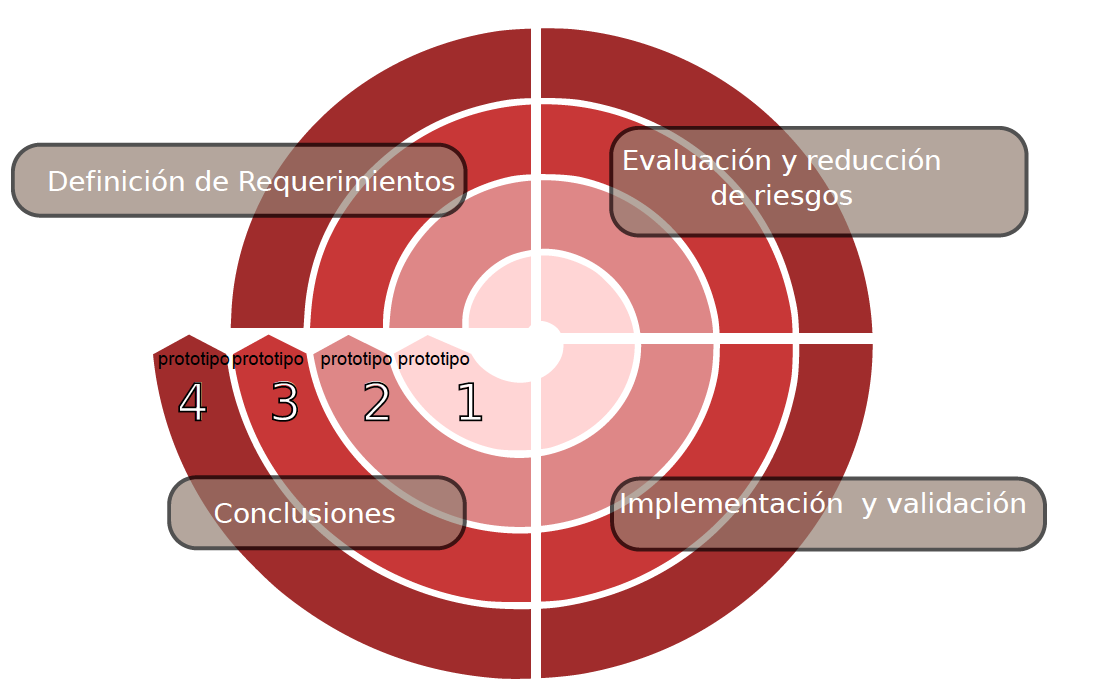 Definición de Requerimientos
Evaluación y reducción
de riesgos
prototipo prototipo prototipo prototipo
4 3 2 1
Conclusiones
Implementación y validación